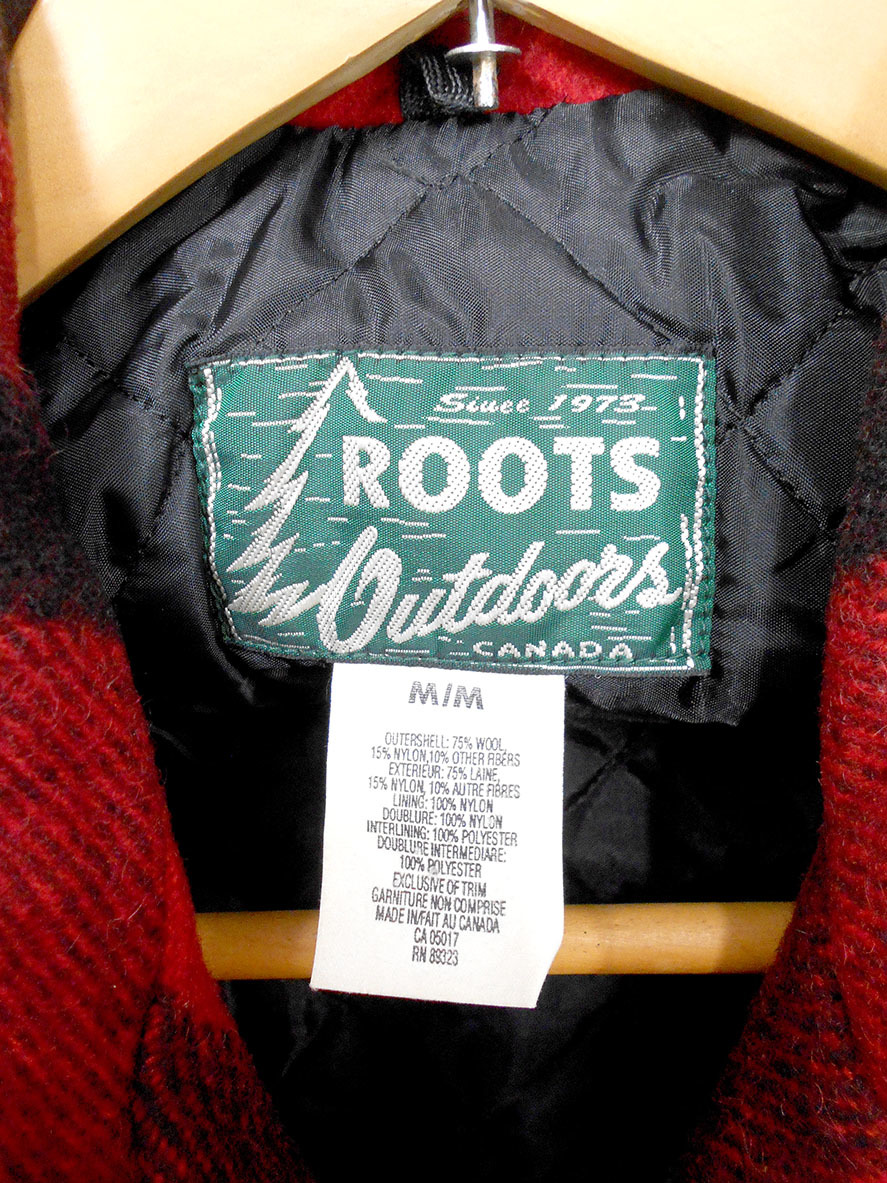 Since 1973
ROOTS
Outdoors
CANADA
M/M
OUTERSHELL: 75% WOOL,
15% NYLON,10% OTHER FIBERS
EXTERIEUR: 75% LAINE,
15% NYLON, 10% AUTRE FIBRES
LINING: 100% NYLON
DOUBLURE: 100% NYLON
INTERLINING: 100% POLYESTER
DOUBLURE INTERMEDIARE:
100% POLYESTER
EXCLUSIVE OF TRIM
GARNITURE NON COMPRISE
MADE IN/FAIT AU CANADA
CA 05017
RN 89323